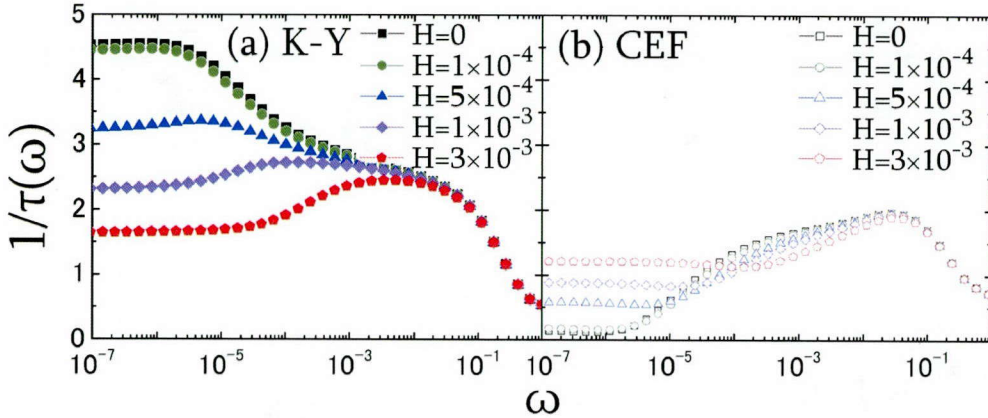 (a) K-Y
H=0
H=1×10⁻⁴
H=5×10⁻⁴
H=1×10⁻³
H=3×10⁻³
(b) CEF
H=0
H=1×10⁻⁴
H=5×10⁻⁴
H=1×10⁻³
H=3×10⁻³
1/τ(ω)
5
4
3
2
1
0
10⁻⁷ 10⁻⁵ 10⁻³ 10⁻¹ 10⁻⁷ 10⁻⁵ 10⁻³ 10⁻¹
ω